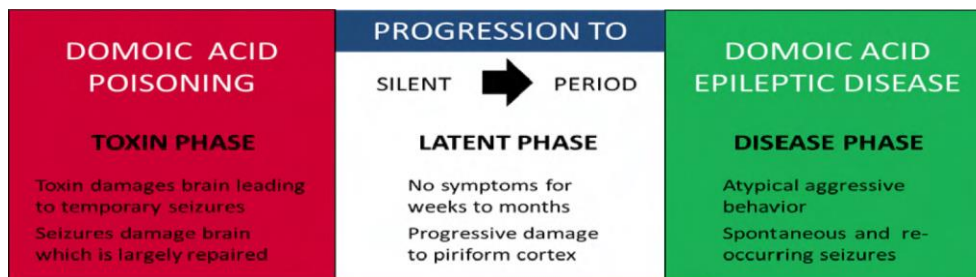 DOMOIC ACID
POISONING
TOXIN PHASE
Toxin damages brain leading
to temporary seizures
Seizures damage brain
which is largely repaired
PROGRESSION TO
SILENT PERIOD
LATENT PHASE
No symptoms for
weeks to months
Progressive damage
to piriform cortex
DOMOIC ACID
EPILEPTIC DISEASE
DISEASE PHASE
Atypical aggressive
behavior
Spontaneous and re-
occurring seizures